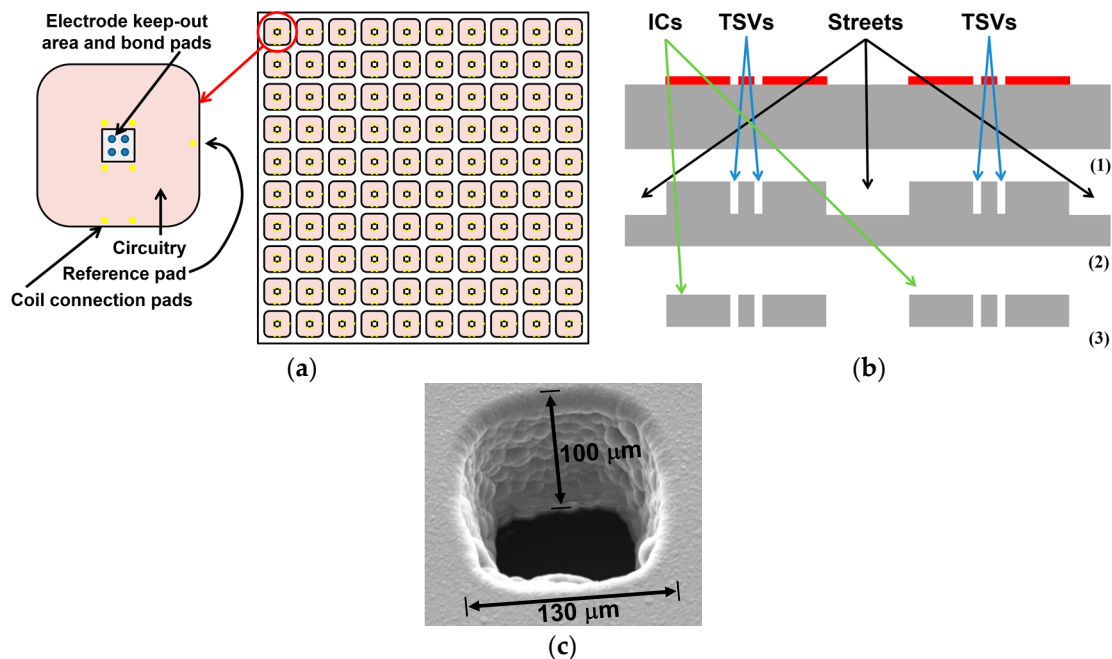 Electrode keep-out
area and bond pads
Circuitry
Reference pad
Coil connection pads
(a)
ICs TSVs Streets TSVs
(1)
(2)
(3)
(b)
100 μm
130 μm
(c)